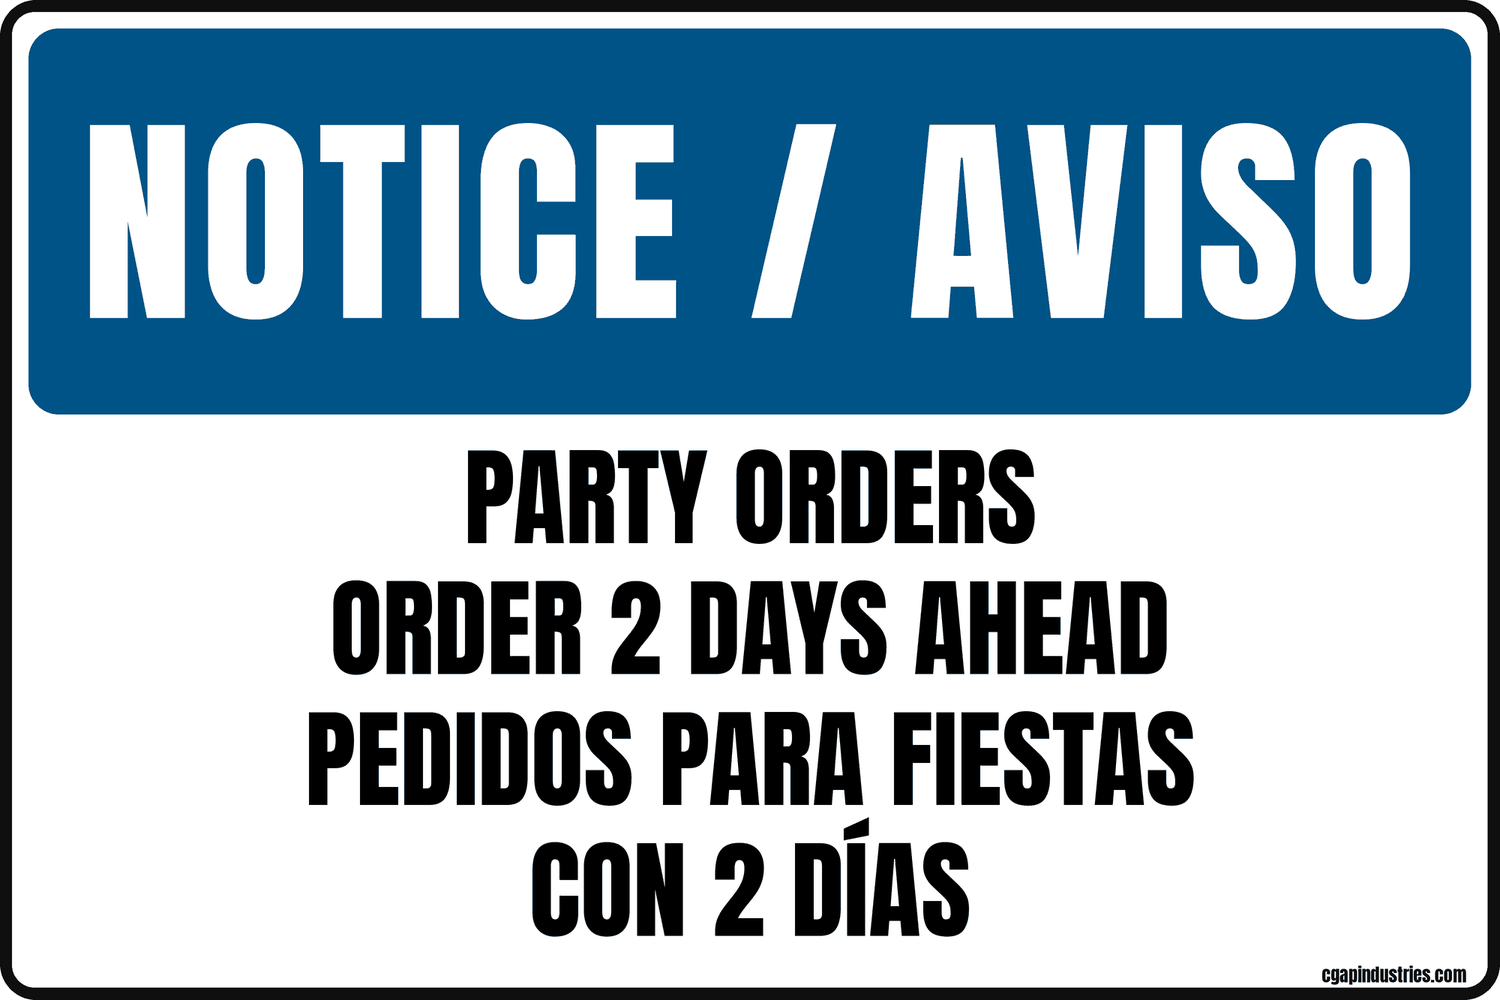 NOTICE / AVISO
PARTY ORDERS
ORDER 2 DAYS AHEAD
PEDIDOS PARA FIESTAS
CON 2 DÍAS
cgapindustries.com